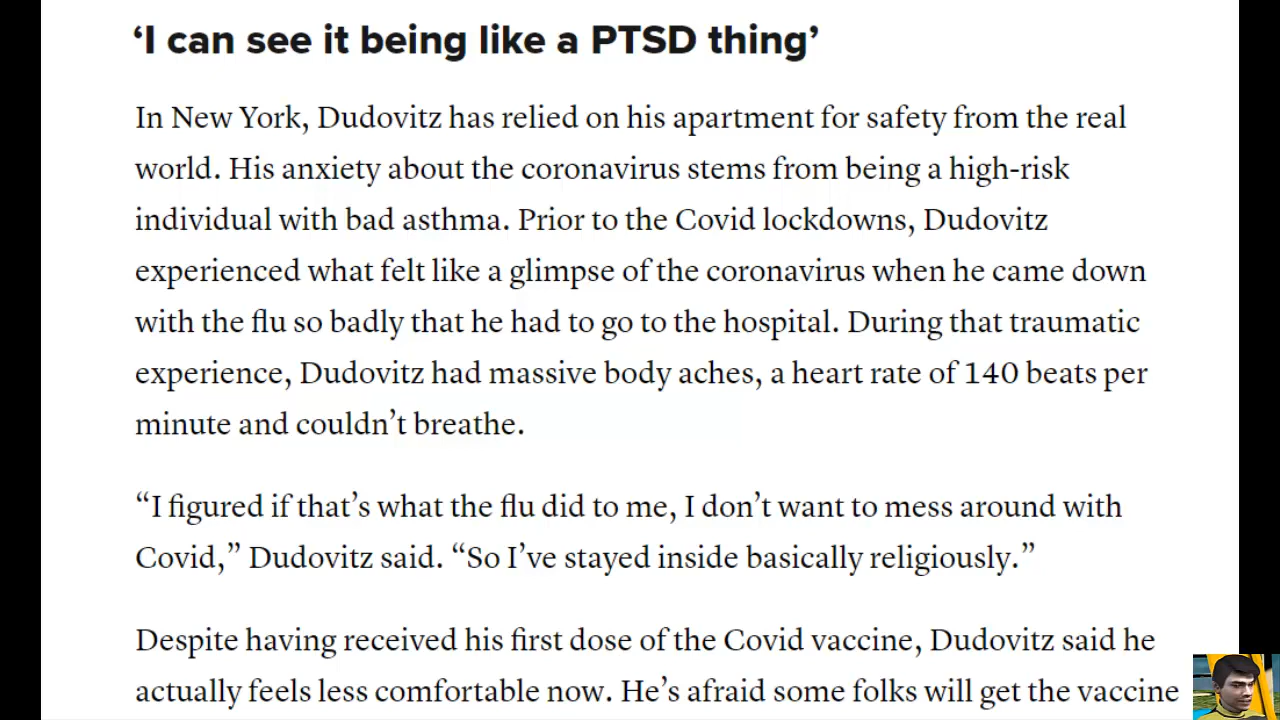 ‘I can see it being like a PTSD thing’
In New York, Dudovitz has relied on his apartment for safety from the real
world. His anxiety about the coronavirus stems from being a high-risk
individual with bad asthma. Prior to the Covid lockdowns, Dudovitz
experienced what felt like a glimpse of the coronavirus when he came down
with the flu so badly that he had to go to the hospital. During that traumatic
experience, Dudovitz had massive body aches, a heart rate of 140 beats per
minute and couldn’t breathe.
“I figured if that’s what the flu did to me, I don’t want to mess around with
Covid,” Dudovitz said. “So I’ve stayed inside basically religiously.”
Despite having received his first dose of the Covid vaccine, Dudovitz said he
actually feels less comfortable now. He’s afraid some folks will get the vaccine